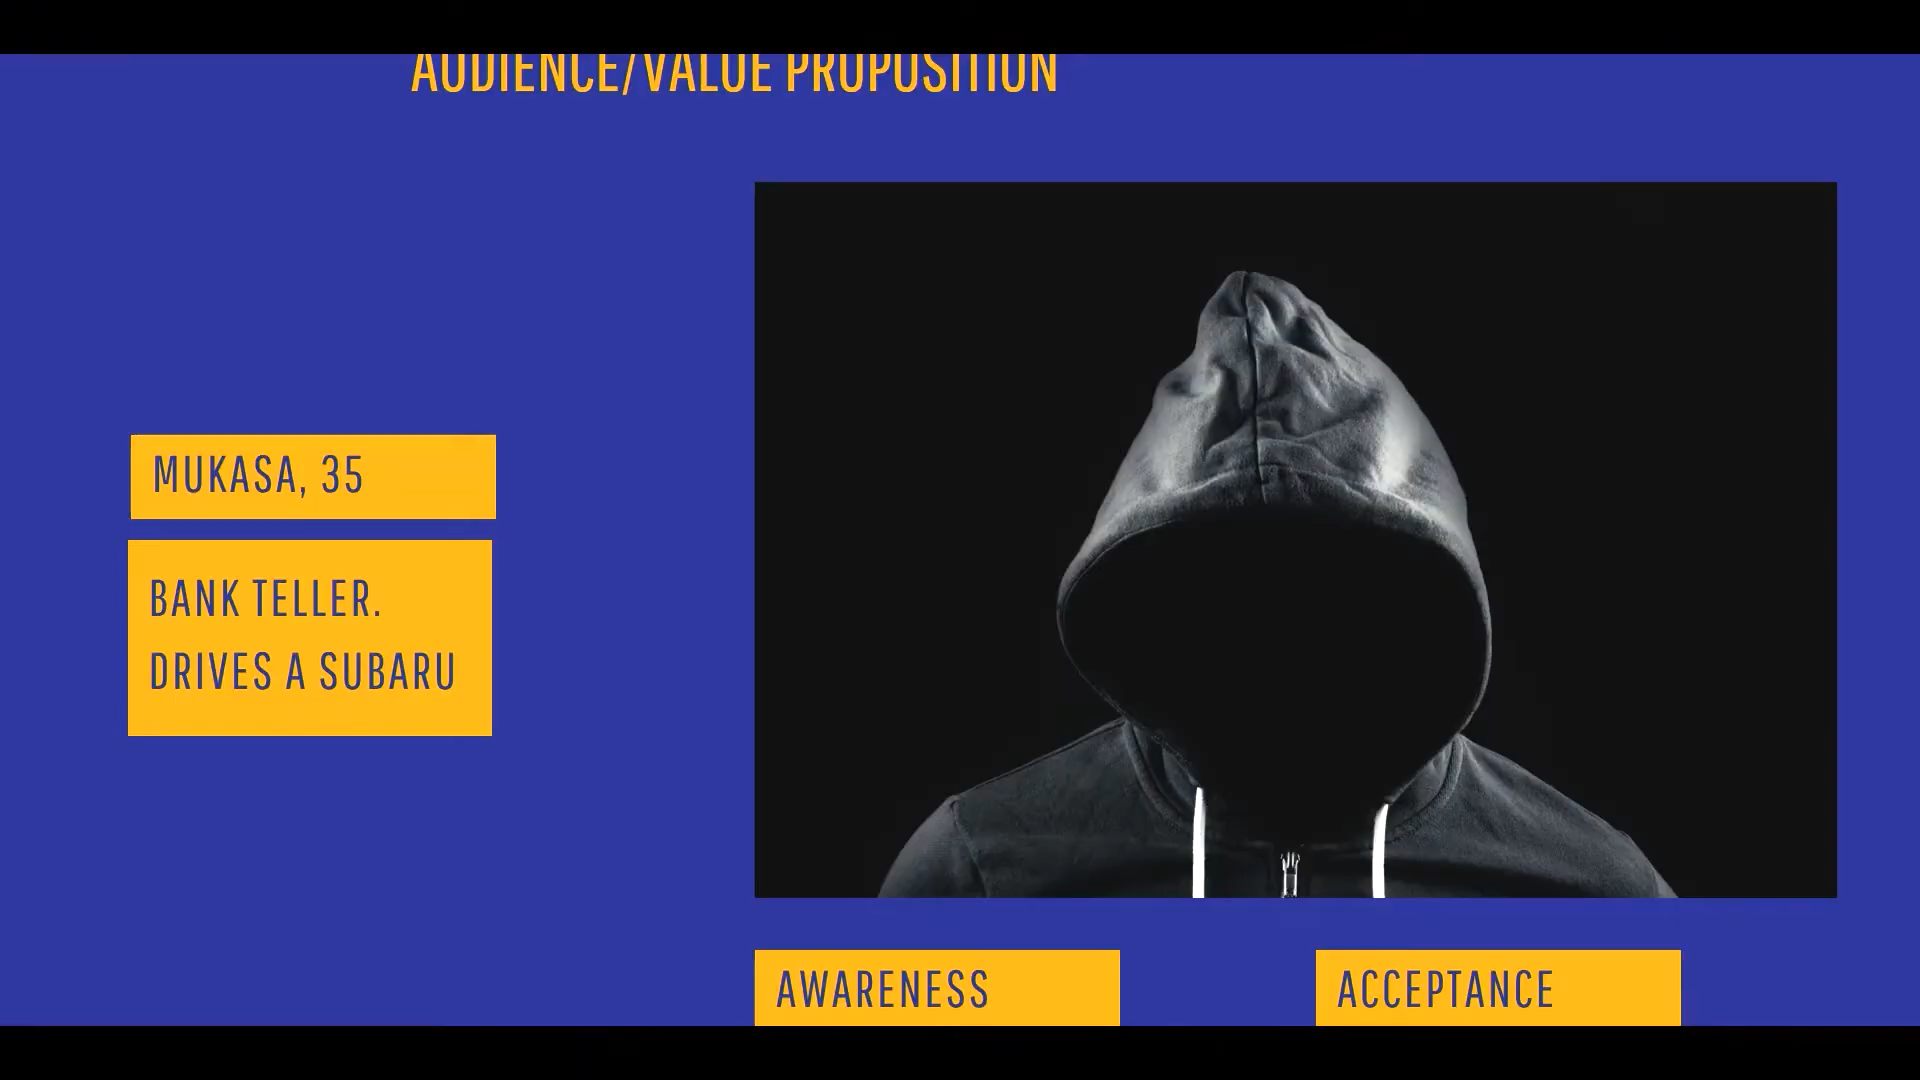 AUDIENCE/VALUE PROPOSITION
MUKASA, 35
BANK TELLER.
DRIVES A SUBARU
AWARENESS
ACCEPTANCE